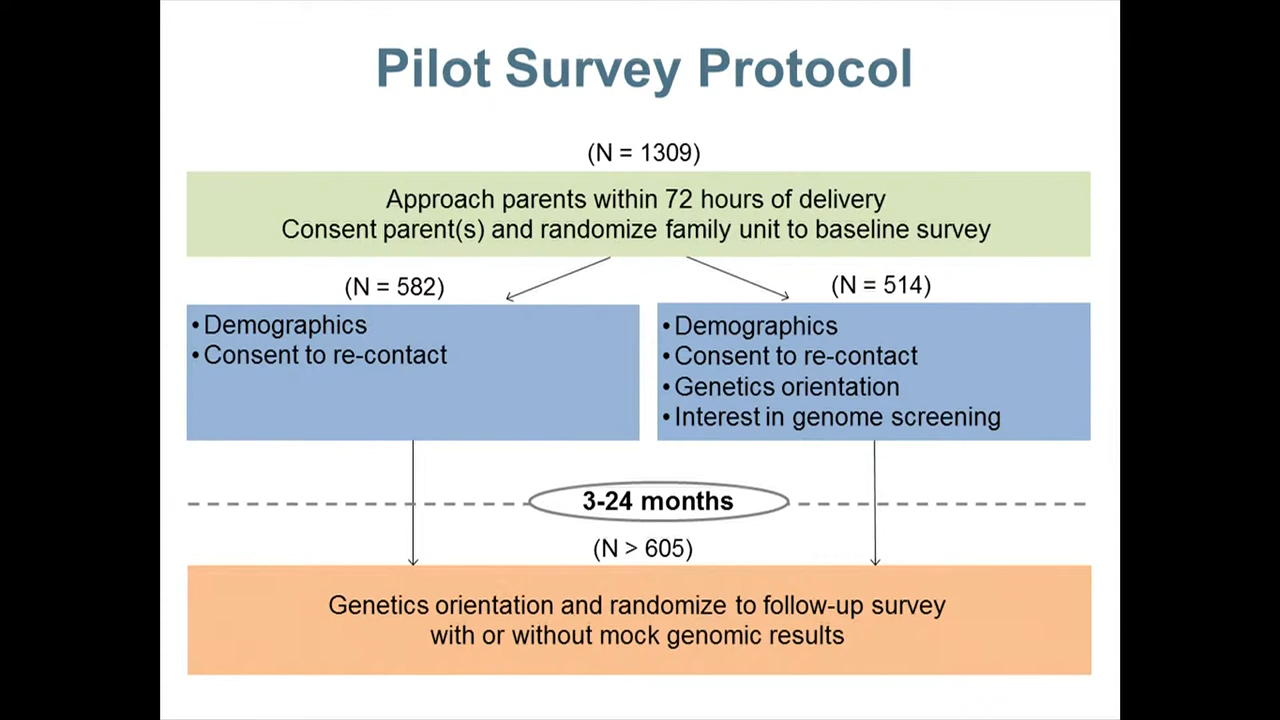 Pilot Survey Protocol
(N = 1309)
Approach parents within 72 hours of delivery
Consent parent(s) and randomize family unit to baseline survey
(N = 582)
• Demographics
• Consent to re-contact
(N = 514)
• Demographics
• Consent to re-contact
• Genetics orientation
• Interest in genome screening
3-24 months
(N > 605)
Genetics orientation and randomize to follow-up survey
with or without mock genomic results